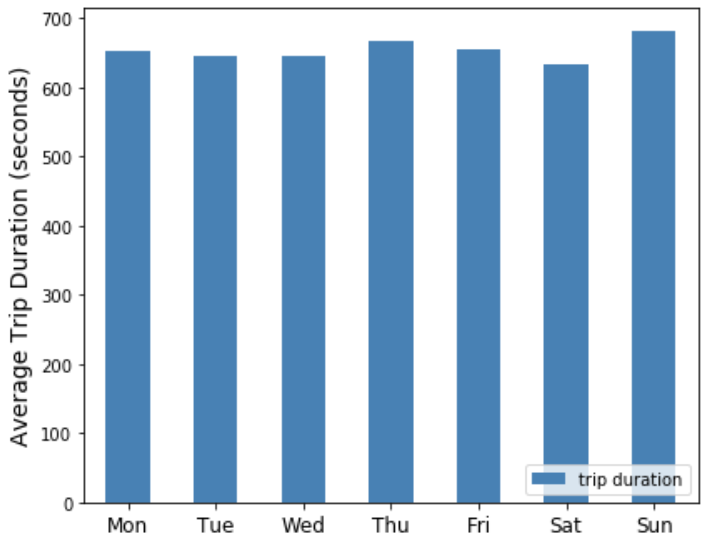 Average Trip Duration (seconds)
700
600
500
400
300
200
100
0
trip duration
Mon Tue Wed Thu Fri Sat Sun